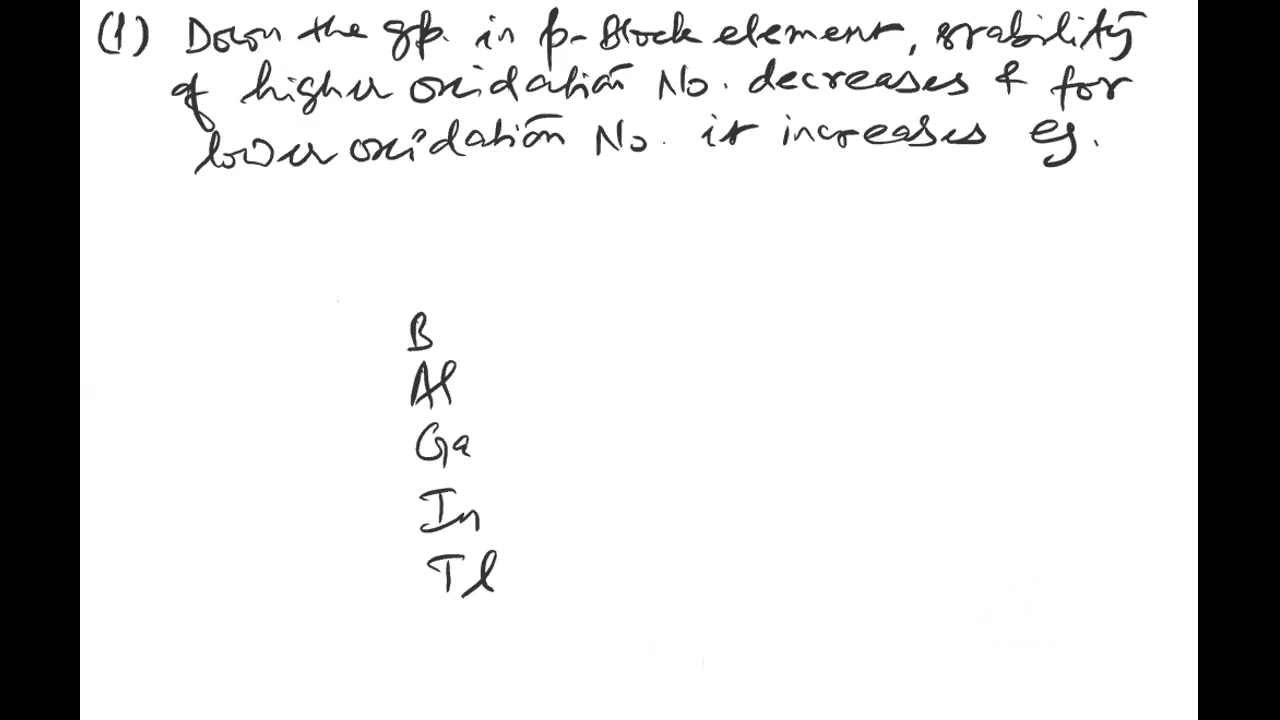 (1) Down the gp. in p-Block element, stability
of higher oxidation No. decreases & for
lower oxidation No. it increases eg.
B
Al
Ga
In
Tl